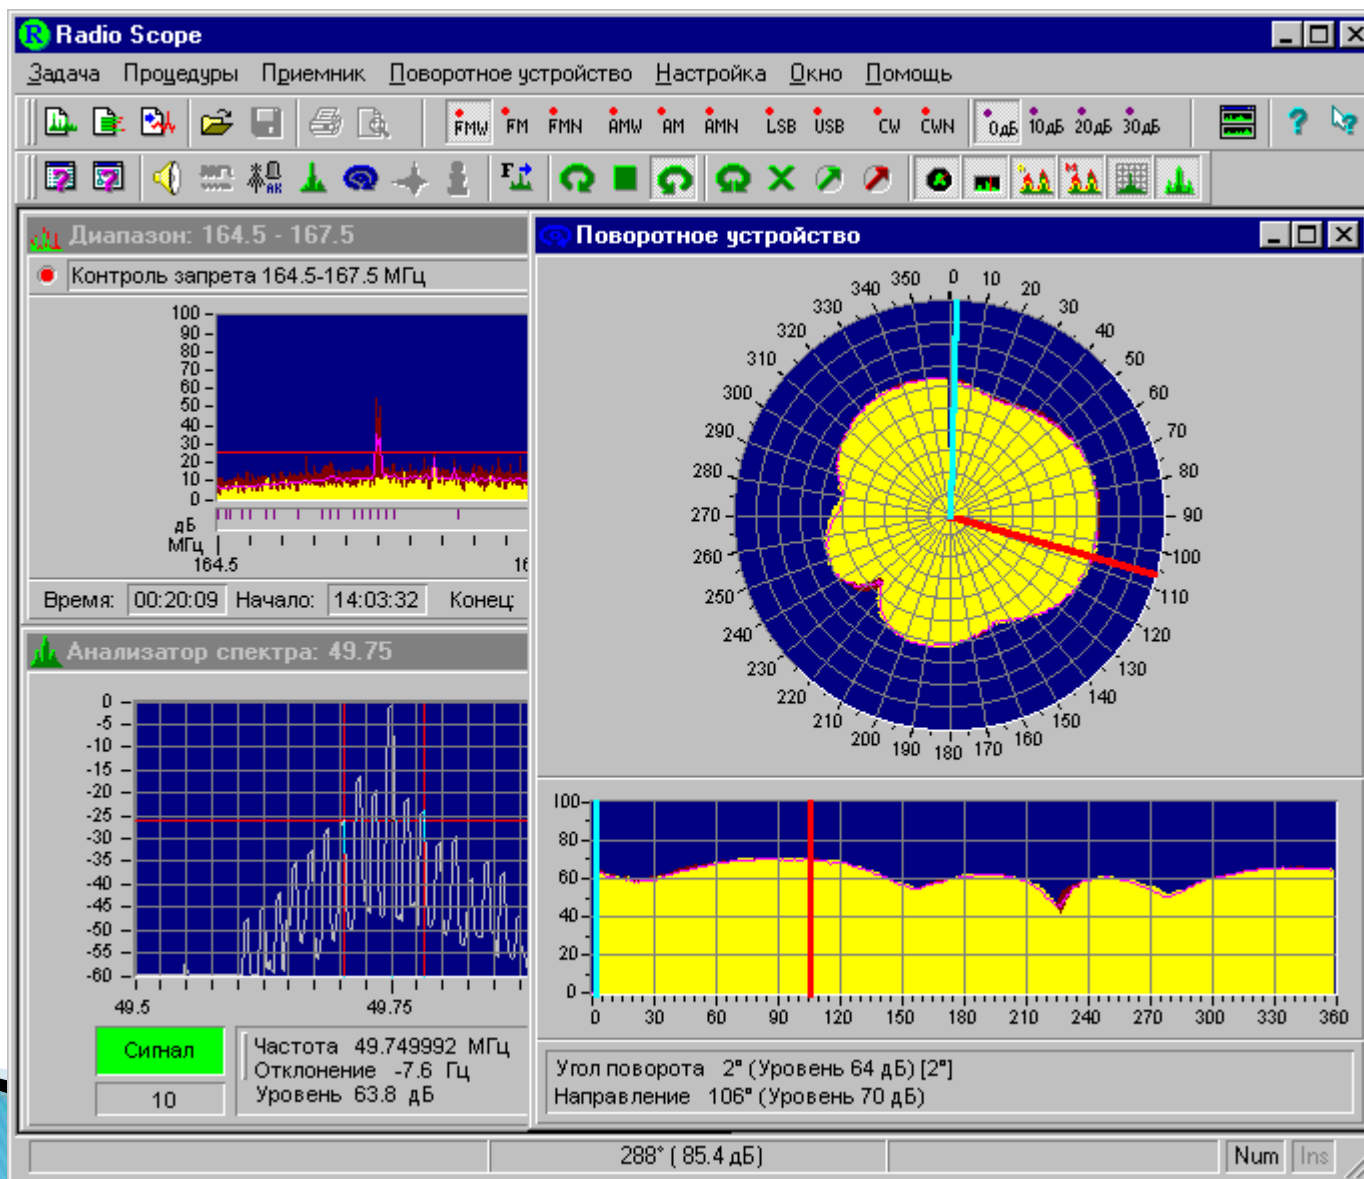 Radio Scope
Задача Процедуры Приемник Поворотное устройство Настройка Окно Помощь
FMW FM FMN AMW AM AMN LSB USB CW CWN 0дБ 10дБ 20дБ 30дБ
АК F
Диапазон: 164.5 - 167.5
Контроль запрета 164.5-167.5 МГц
100
90
80
70
60
50
40
30
20
10
0
дБ
МГц
164.5 16
Время: 00:20:09 Начало: 14:03:32 Конец:
Анализатор спектра: 49.75
0
-5
-10
-15
-20
-25
-30
-35
-40
-45
-50
-55
-60
49.5 49.75
Сигнал
10
Частота 49.749992 МГц
Отклонение -7.6 Гц
Уровень 63.8 дБ
Поворотное устройство
0 10 20 30 40 50 60 70 80 90 100 110 120 130 140 150 160 170 180 190 200 210 220 230 240 250 260 270 280 290 300 310 320 330 340 350
100
80
60
40
20
0
0 30 60 90 120 150 180 210 240 270 300 330 360
Угол поворота 2° (Уровень 64 дБ) [2°]
Направление 106° (Уровень 70 дБ)
288° ( 85.4 дБ) Num Ins